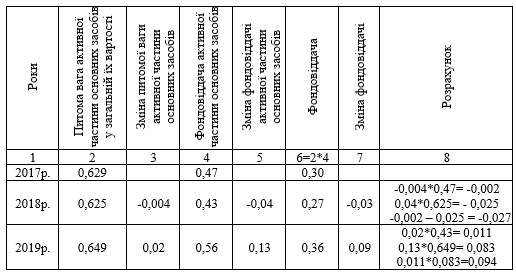 Роки
Питома вага активної
частини основних засобів
у загальній їх вартості
Зміна питомої ваги
активної частини
основних засобів
Фондовіддача активної
частини основних засобів
Зміна фондовіддачі
активної частини
основних засобів
Фондовіддача
Зміна фондовіддачі
Розрахунок
1 2 3 4 5 6=2*4 7 8
2017р. 0,629 0,47 0,30
2018р. 0,625 -0,004 0,43 -0,04 0,27 -0,03
-0,004*0,47= -0,002
0,04*0,625= - 0,025
-0,002 – 0,025 = -0,027
2019р. 0,649 0,02 0,56 0,13 0,36 0,09
0,02*0,43= 0,011
0,13*0,649= 0,083
0,011*0,083=0,094